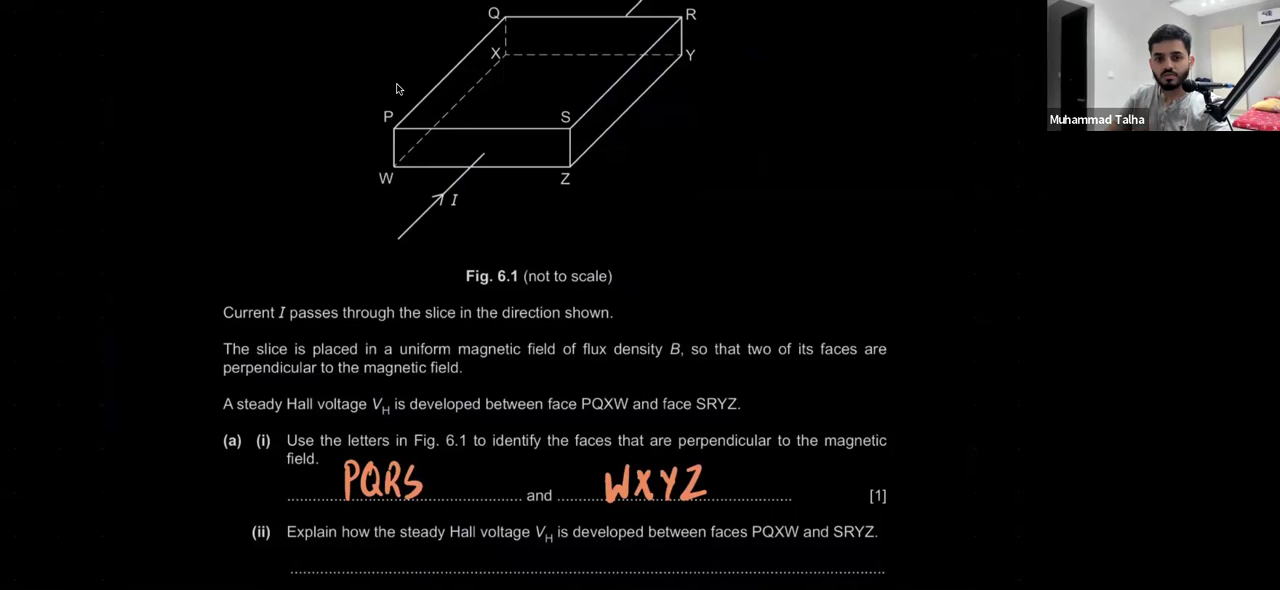 Q
R
X
Y
P
S
W
Z
I
Muhammad Talha
Fig. 6.1 (not to scale)
Current I passes through the slice in the direction shown.
The slice is placed in a uniform magnetic field of flux density B, so that two of its faces are
perpendicular to the magnetic field.
A steady Hall voltage VH is developed between face PQXW and face SRYZ.
(a) (i) Use the letters in Fig. 6.1 to identify the faces that are perpendicular to the magnetic
field.
PQRS and WXYZ [1]
(ii) Explain how the steady Hall voltage VH is developed between faces PQXW and SRYZ.